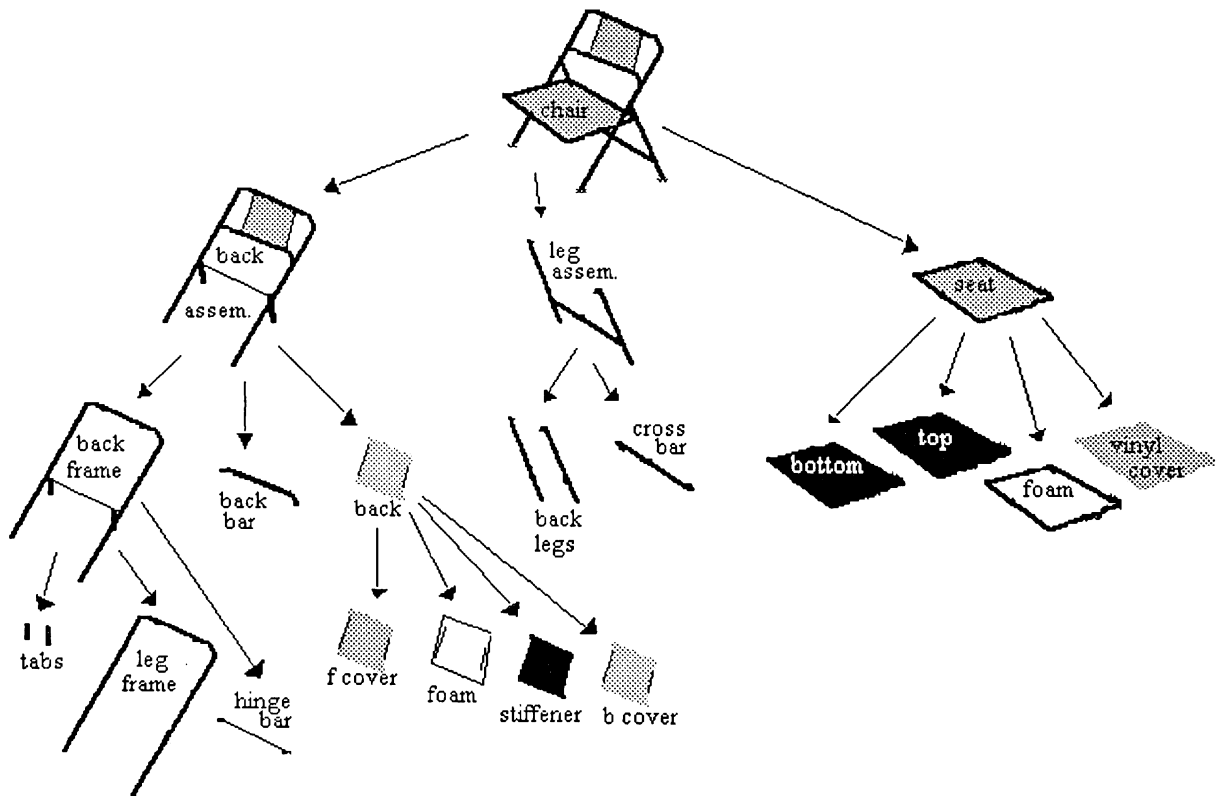 chair
back
assem.
leg
assem.
seat
back
frame
back
bar
back
back
legs
cross
bar
bottom
top
foam
vinyl
cover
tabs
leg
frame
hinge
bar
f cover
foam
stiffener
b cover